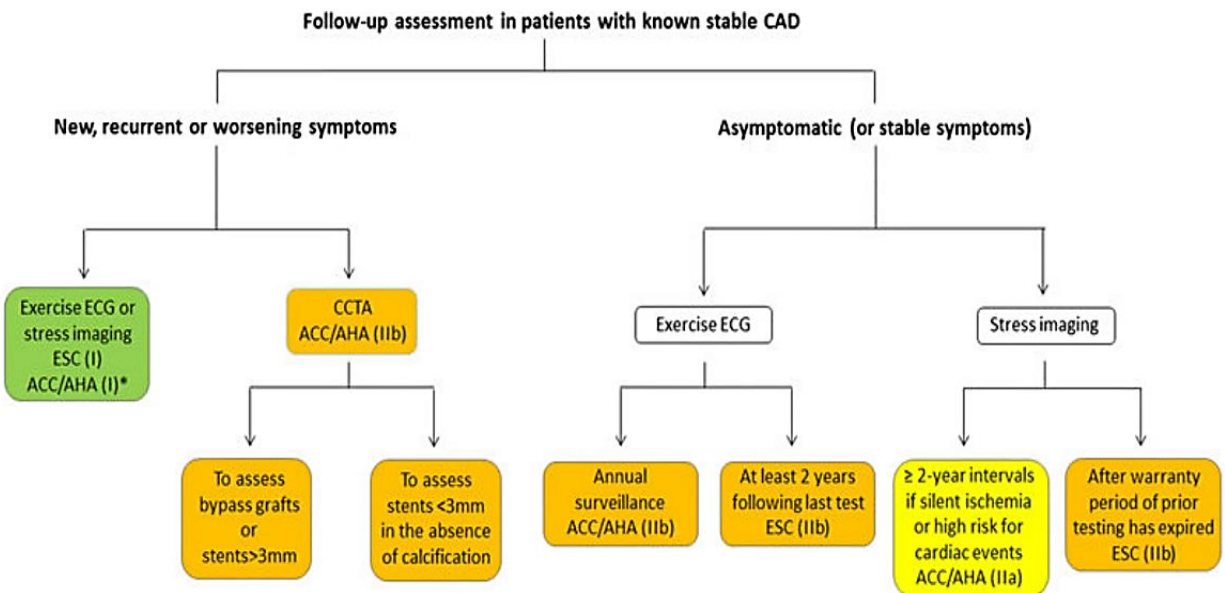 Follow-up assessment in patients with known stable CAD
New, recurrent or worsening symptoms
Asymptomatic (or stable symptoms)
Exercise ECG or
stress imaging
ESC (I)
ACC/AHA (I)*
CCTA
ACC/AHA (IIb)
Exercise ECG
Stress imaging
To assess
bypass grafts
or
stents>3mm
To assess
stents <3mm
in the absence
of calcification
Annual
surveillance
ACC/AHA (IIb)
At least 2 years
following last test
ESC (IIb)
≥ 2-year intervals
if silent ischemia
or high risk for
cardiac events
ACC/AHA (IIa)
After warranty
period of prior
testing has expired
ESC (IIb)